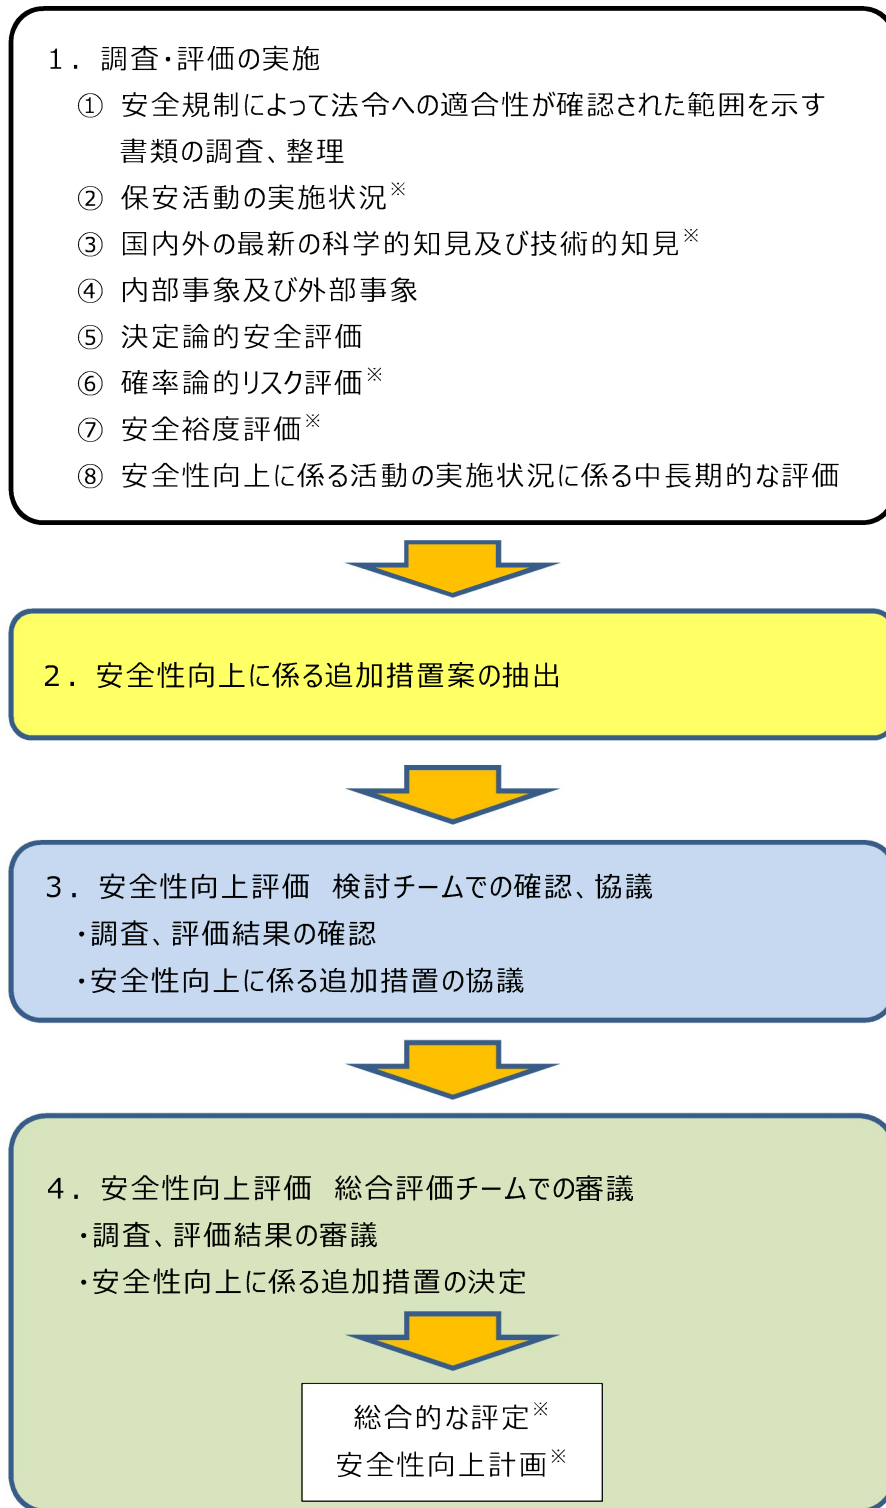 1. 調査・評価の実施
① 安全規制によって法令への適合性が確認された範囲を示す
書類の調査、整理
② 保安活動の実施状況※
③ 国内外の最新の科学的知見及び技術的知見※
④ 内部事象及び外部事象
⑤ 決定論的安全評価
⑥ 確率論的リスク評価※
⑦ 安全裕度評価※
⑧ 安全性向上に係る活動の実施状況に係る中長期的な評価
2. 安全性向上に係る追加措置案の抽出
3. 安全性向上評価 検討チームでの確認、協議
・調査、評価結果の確認
・安全性向上に係る追加措置の協議
4. 安全性向上評価 総合評価チームでの審議
・調査、評価結果の審議
・安全性向上に係る追加措置の決定
総合的な評定※
安全性向上計画※